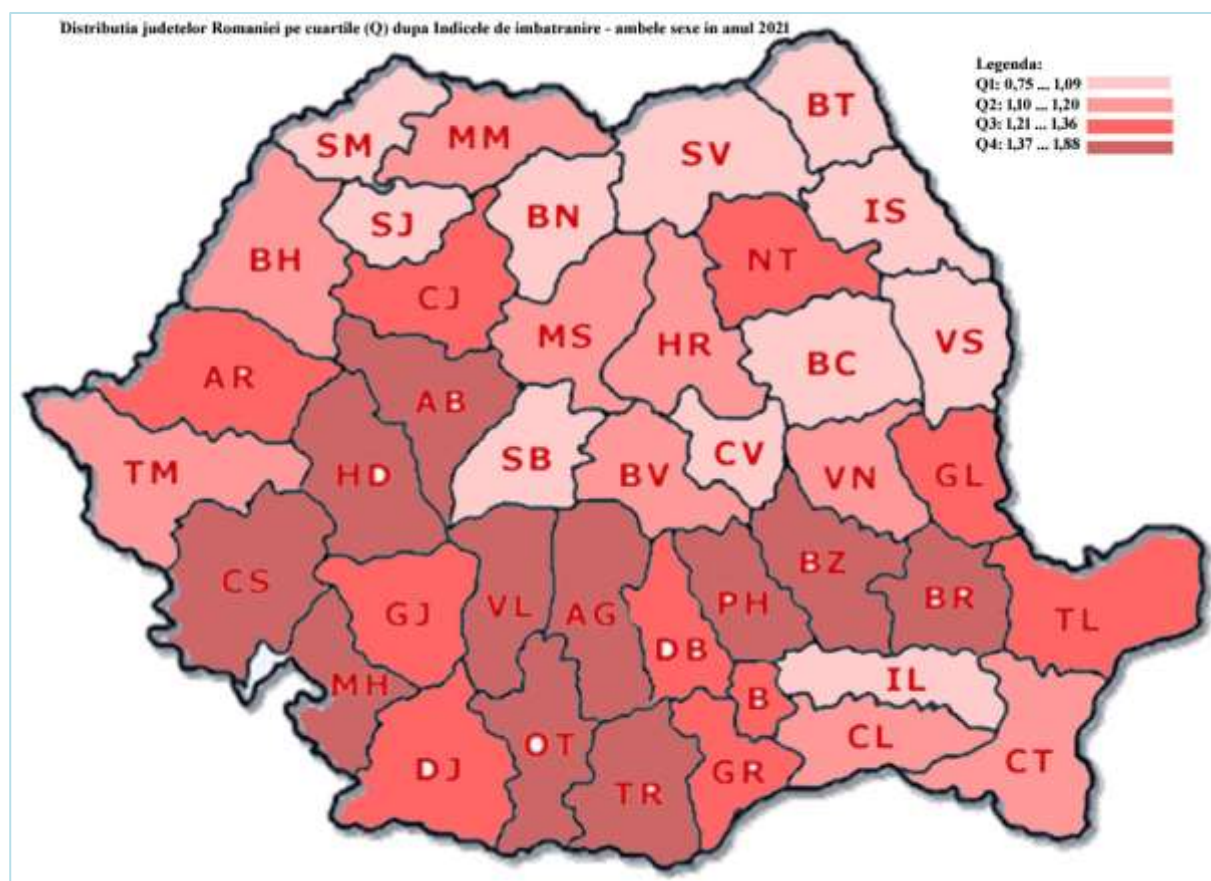 Distributia judetelor Romaniei pe cuartile (Q) dupa Indicele de imbatranire - ambele sexe in anul 2021
Legenda:
Q1: 0,75 ... 1,09
Q2: 1,10 ... 1,20
Q3: 1,21 ... 1,36
Q4: 1,37 ... 1,88
BT
SM
MM
SV
SJ
BN
IS
BH
NT
CJ
MS
HR
VS
BC
AR
AB
SB
CV
TM
HD
BV
VN
GL
BZ
CS
GJ
VL
AG
PH
BR
TL
DB
MH
B
IL
OT
CL
DJ
TR
GR
CT